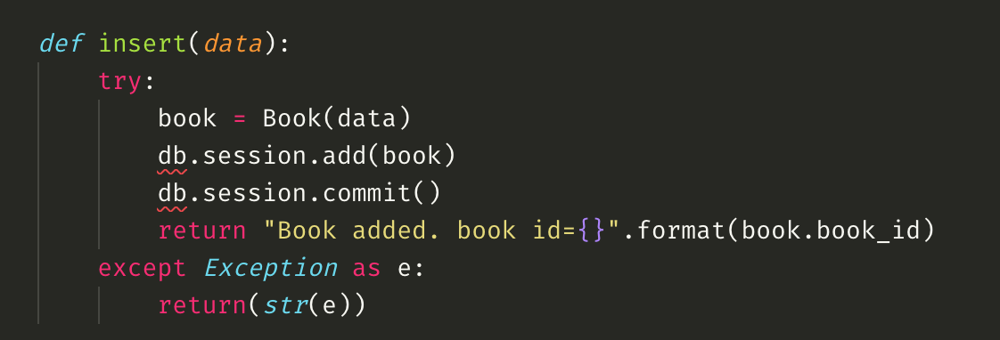 def insert(data):
    try:
        book = Book(data)
        db.session.add(book)
        db.session.commit()
        return "Book added. book id={}".format(book.book_id)
    except Exception as e:
        return(str(e))